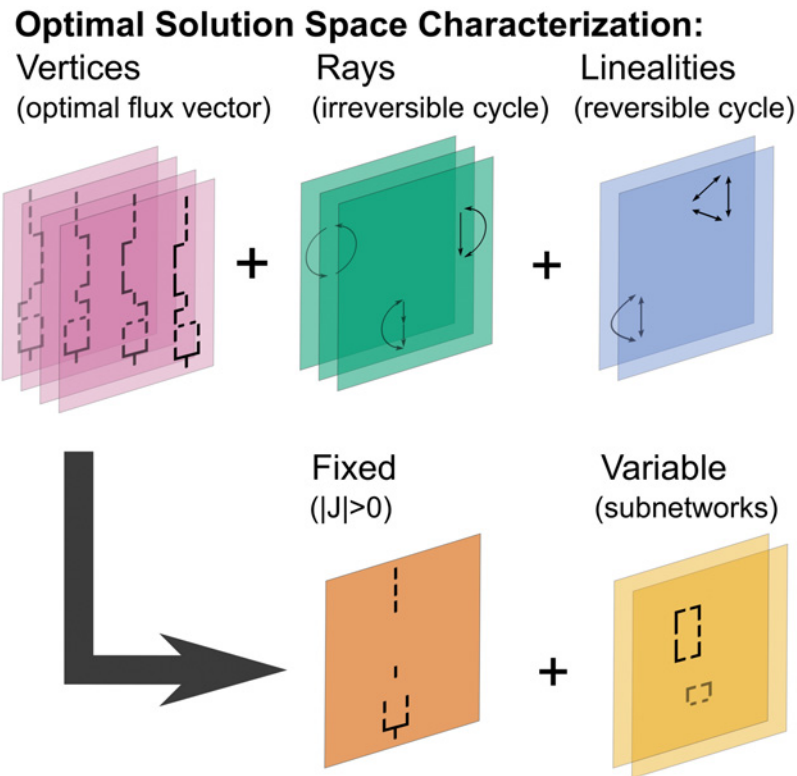 Optimal Solution Space Characterization:
Vertices
(optimal flux vector)
+
Rays
(irreversible cycle)
+
Linealities
(reversible cycle)
Fixed
(|J|>0)
+
Variable
(subnetworks)